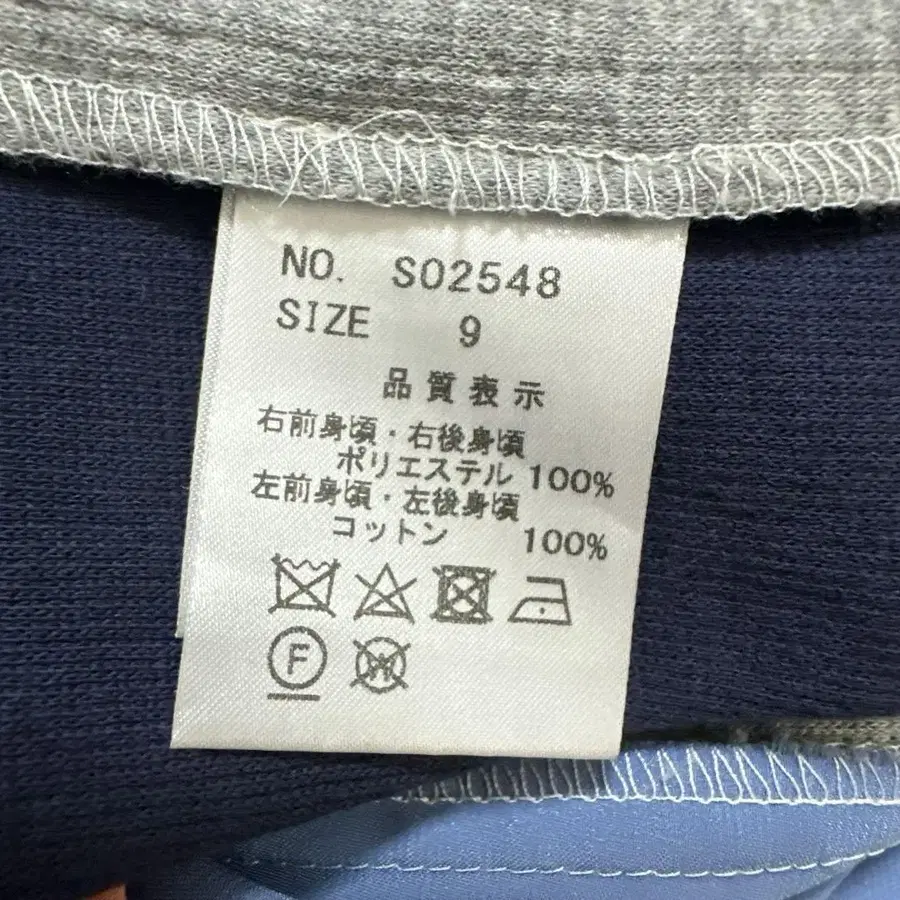 NO. S02548
SIZE 9
品質表示
右前身頃・右後身頃
ポリエステル 100%
左前身頃・左後身頃
コットン 100%
F
W